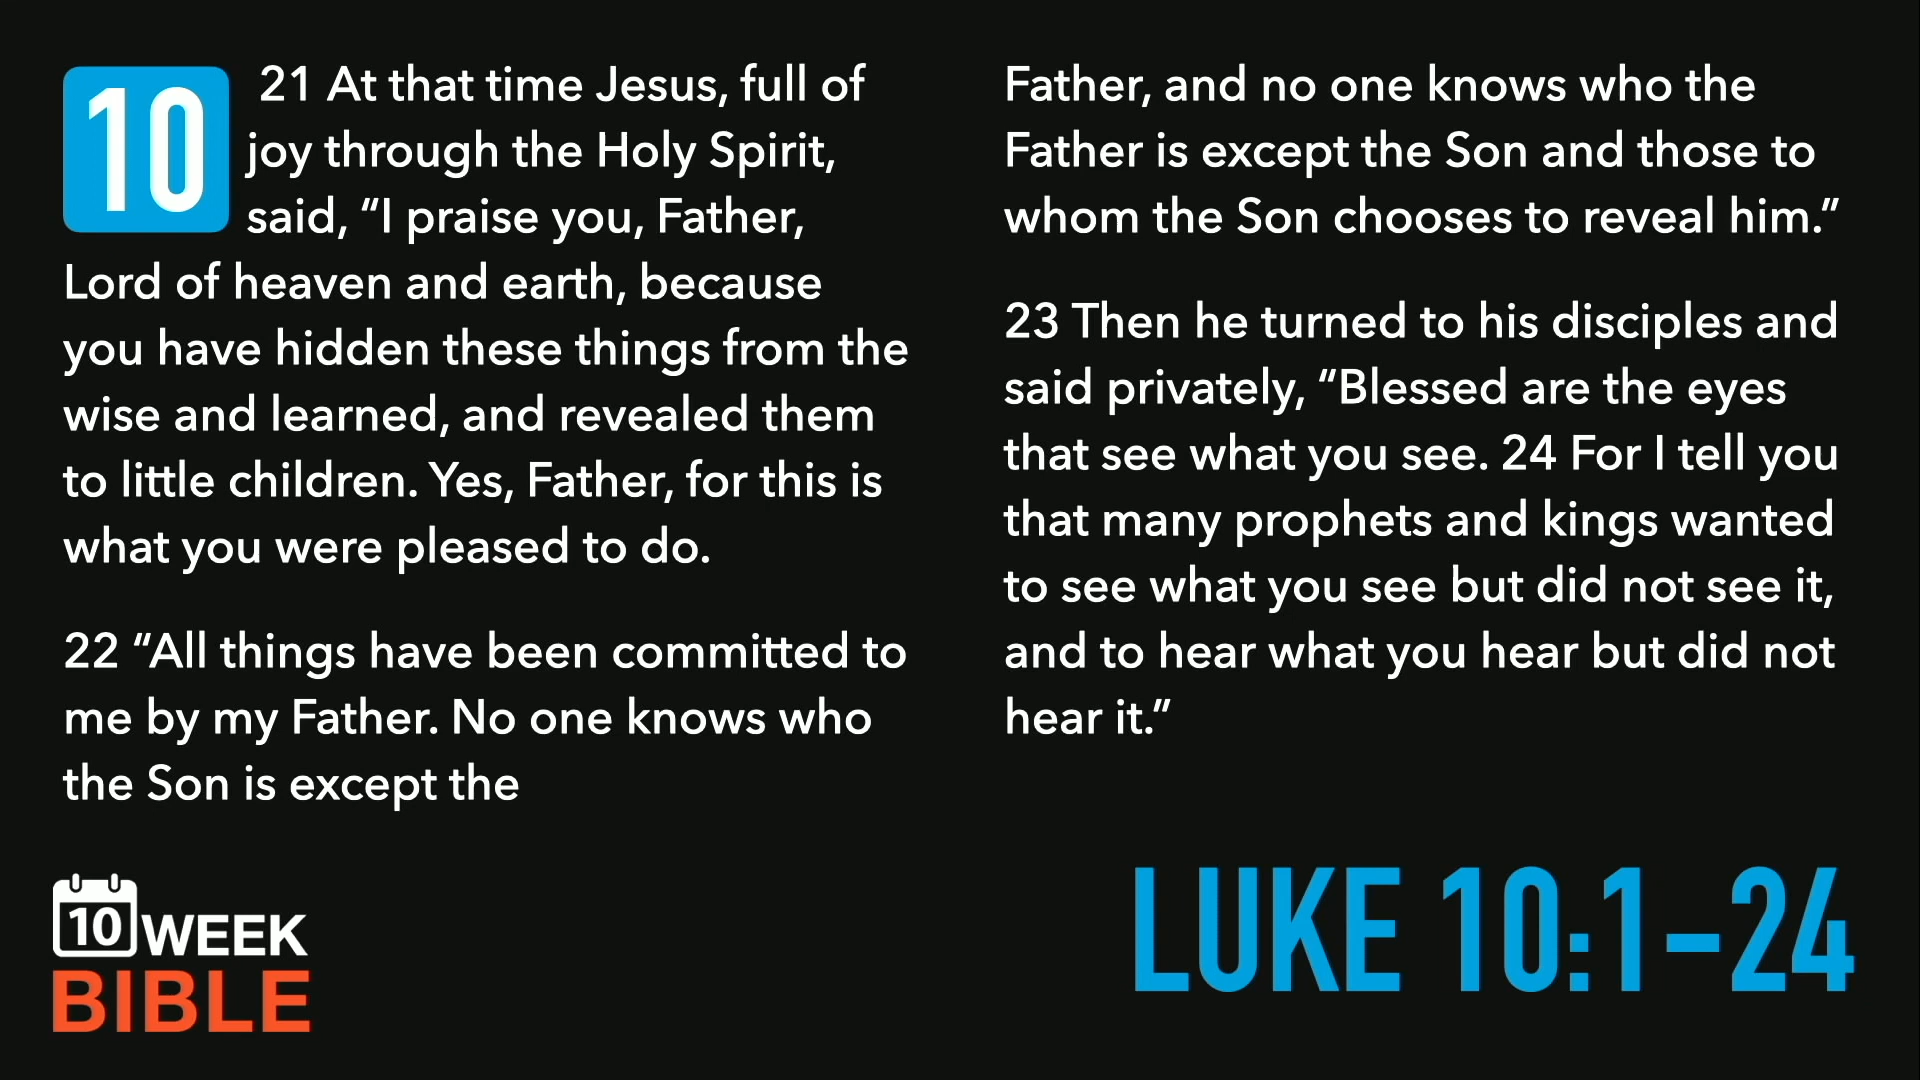 10
21 At that time Jesus, full of
joy through the Holy Spirit,
said, “I praise you, Father,
Lord of heaven and earth, because
you have hidden these things from the
wise and learned, and revealed them
to little children. Yes, Father, for this is
what you were pleased to do.
22 “All things have been committed to
me by my Father. No one knows who
the Son is except the
Father, and no one knows who the
Father is except the Son and those to
whom the Son chooses to reveal him.”
23 Then he turned to his disciples and
said privately, “Blessed are the eyes
that see what you see. 24 For I tell you
that many prophets and kings wanted
to see what you see but did not see it,
and to hear what you hear but did not
hear it.”
10 WEEK
BIBLE
LUKE 10:1–24